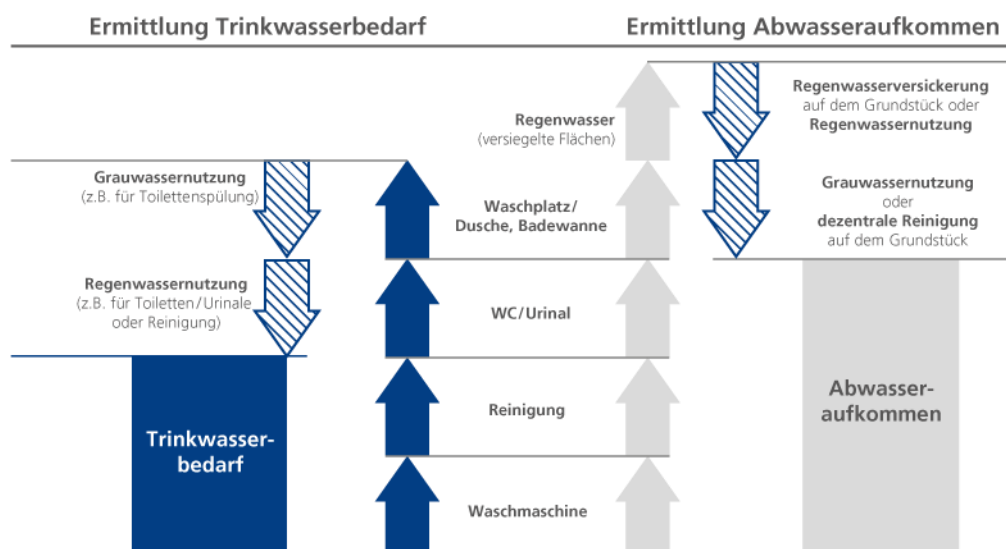 Ermittlung Trinkwasserbedarf
Ermittlung Abwasseraufkommen
Regenwasser
(versiegelte Flächen)
Regenwasserversickerung
auf dem Grundstück oder
Regenwassernutzung
Grauwassernutzung
(z.B. für Toilettenspülung)
Waschplatz/
Dusche, Badewanne
Grauwassernutzung
oder
dezentrale Reinigung
auf dem Grundstück
Regenwassernutzung
(z.B. für Toiletten/Urinale
oder Reinigung)
WC/Urinal
Reinigung
Abwasser-
aufkommen
Trinkwasser-
bedarf
Waschmaschine